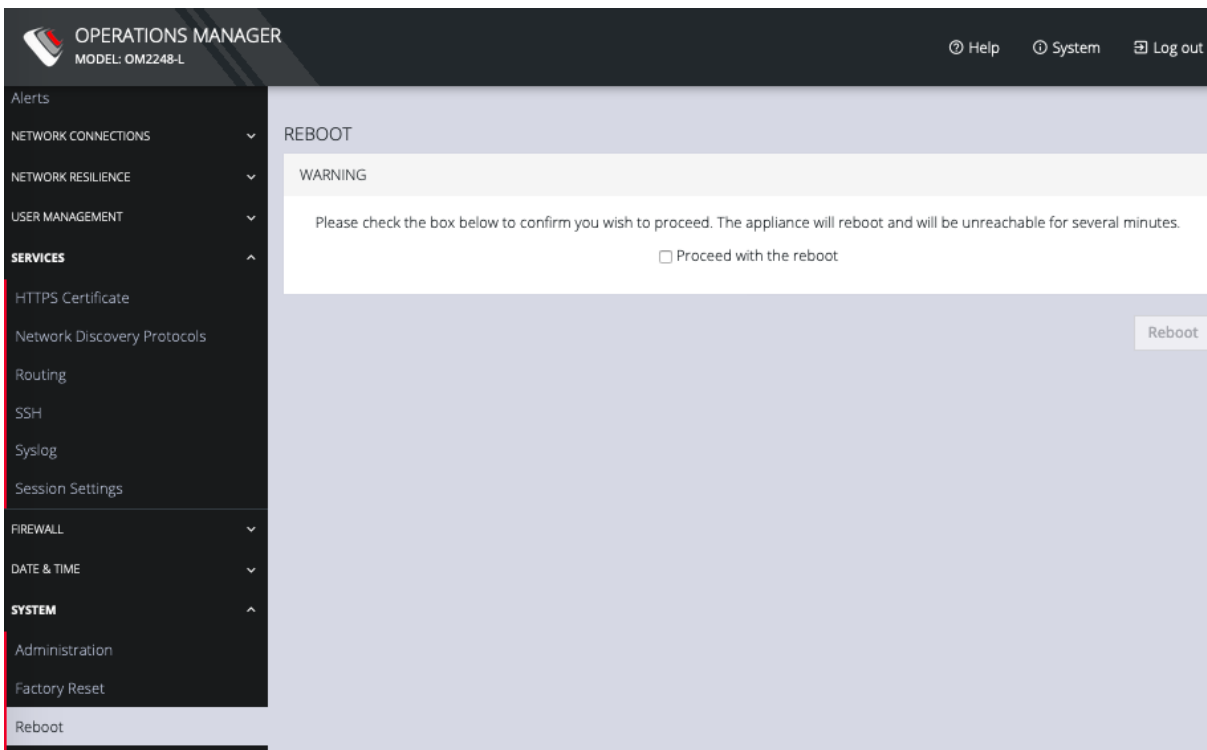 OPERATIONS MANAGER
MODEL: OM2248-L
Help
System
Log out
Alerts
NETWORK CONNECTIONS
NETWORK RESILIENCE
USER MANAGEMENT
SERVICES
HTTPS Certificate
Network Discovery Protocols
Routing
SSH
Syslog
Session Settings
FIREWALL
DATE & TIME
SYSTEM
Administration
Factory Reset
Reboot
REBOOT
WARNING
Please check the box below to confirm you wish to proceed. The appliance will reboot and will be unreachable for several minutes.
Proceed with the reboot
Reboot